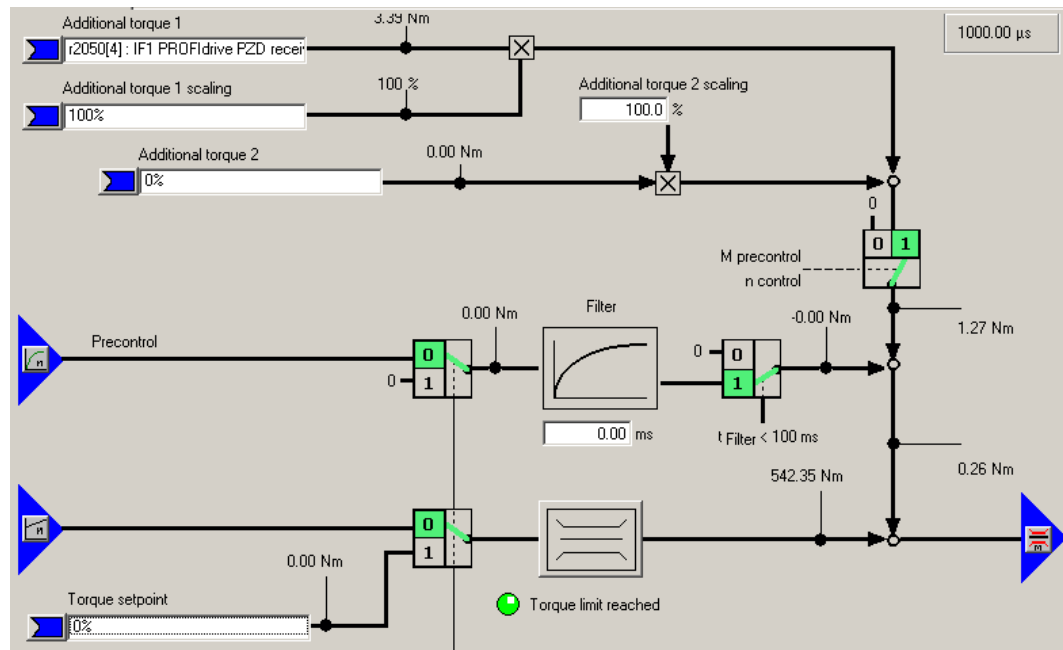 Additional torque 1
3.39 Nm
1000.00 µs
r2050[4] : IF1 PROFIdrive PZD recei
Additional torque 1 scaling
100 %
Additional torque 2 scaling
100%
100.0 %
Additional torque 2
0.00 Nm
0%
0
0 1
M precontrol
n control
Filter
0.00 Nm
-0.00 Nm
1.27 Nm
Precontrol
0
0 0
0 1
1
0.00 ms
t Filter < 100 ms
542.35 Nm
0.26 Nm
0
1
0.00 Nm
Torque setpoint
Torque limit reached
0%
M
M
M